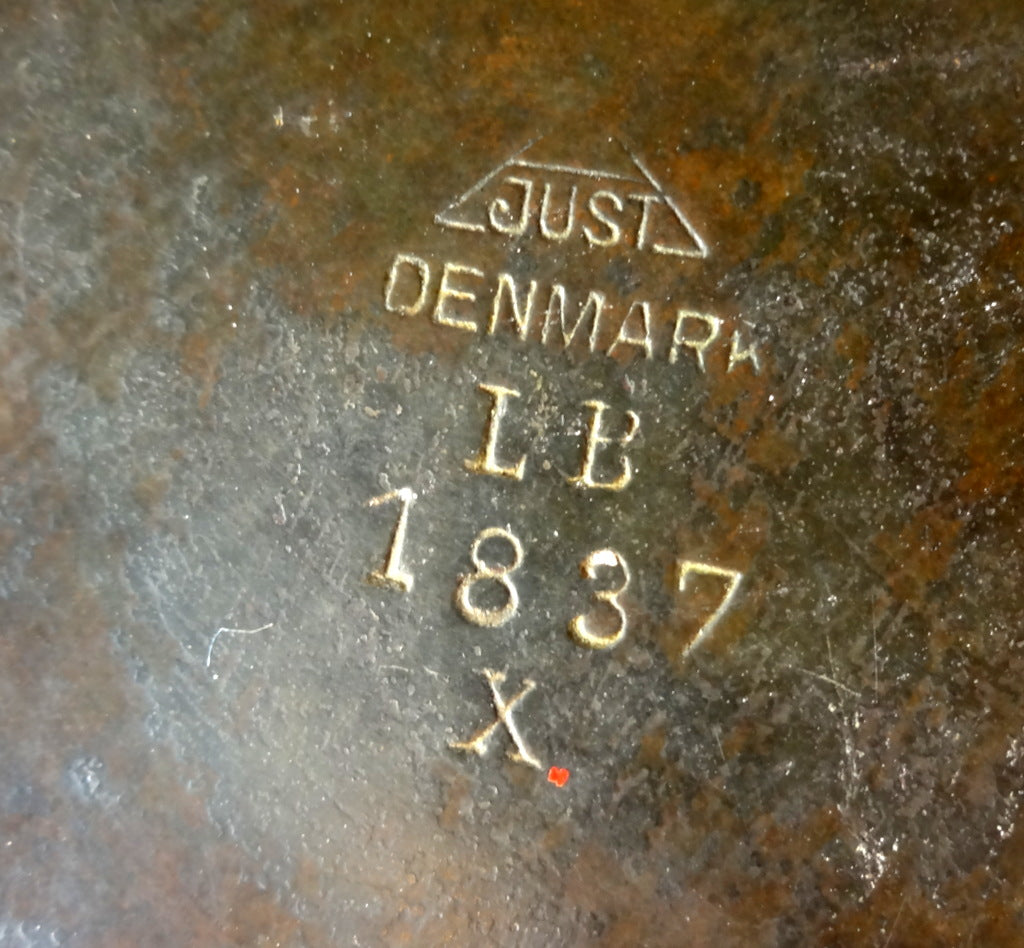 JUST
DENMARK
LB
1837
X